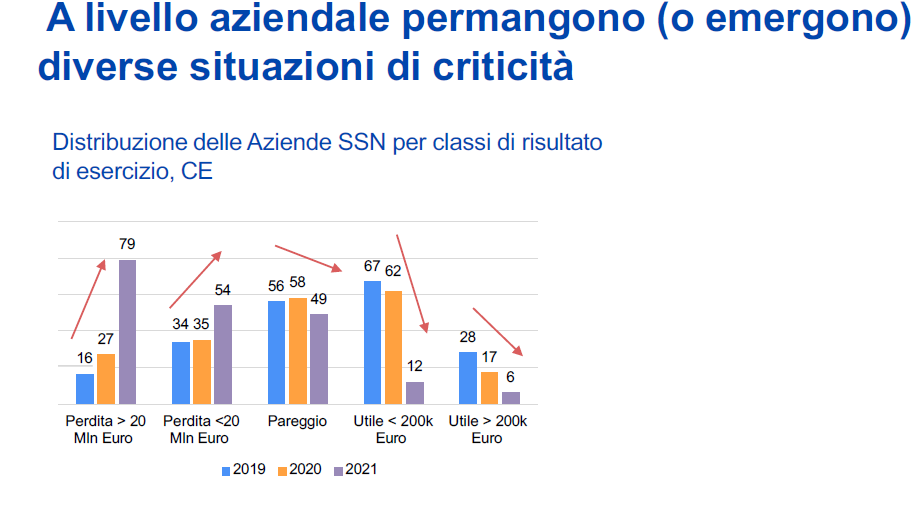 A livello aziendale permangono (o emergono)
diverse situazioni di criticità
Distribuzione delle Aziende SSN per classi di risultato
di esercizio, CE
16 27 79
34 35 54
56 58 49
67 62 12
28 17 6
Perdita > 20 Mln Euro
Perdita <20 Mln Euro
Pareggio
Utile < 200k Euro
Utile > 200k Euro
2019 2020 2021